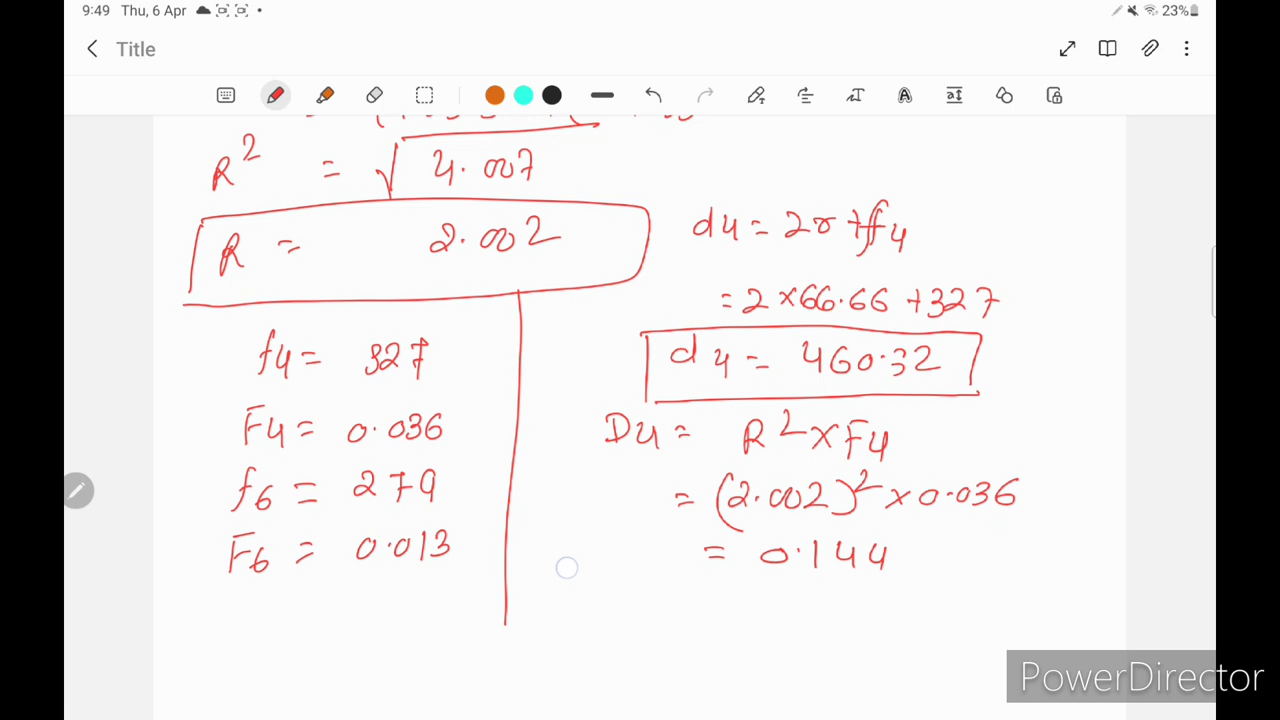 9:49 Thu, 6 Apr
23%
Title
R² = √4.007
R = 2.002
f4 = 327
F4 = 0.036
f6 = 279
F6 = 0.013
d4 = 2r + f4
= 2 × 66.66 + 327
d4 = 460.32
D4 = R² × F4
= (2.002)² × 0.036
= 0.144
PowerDirector